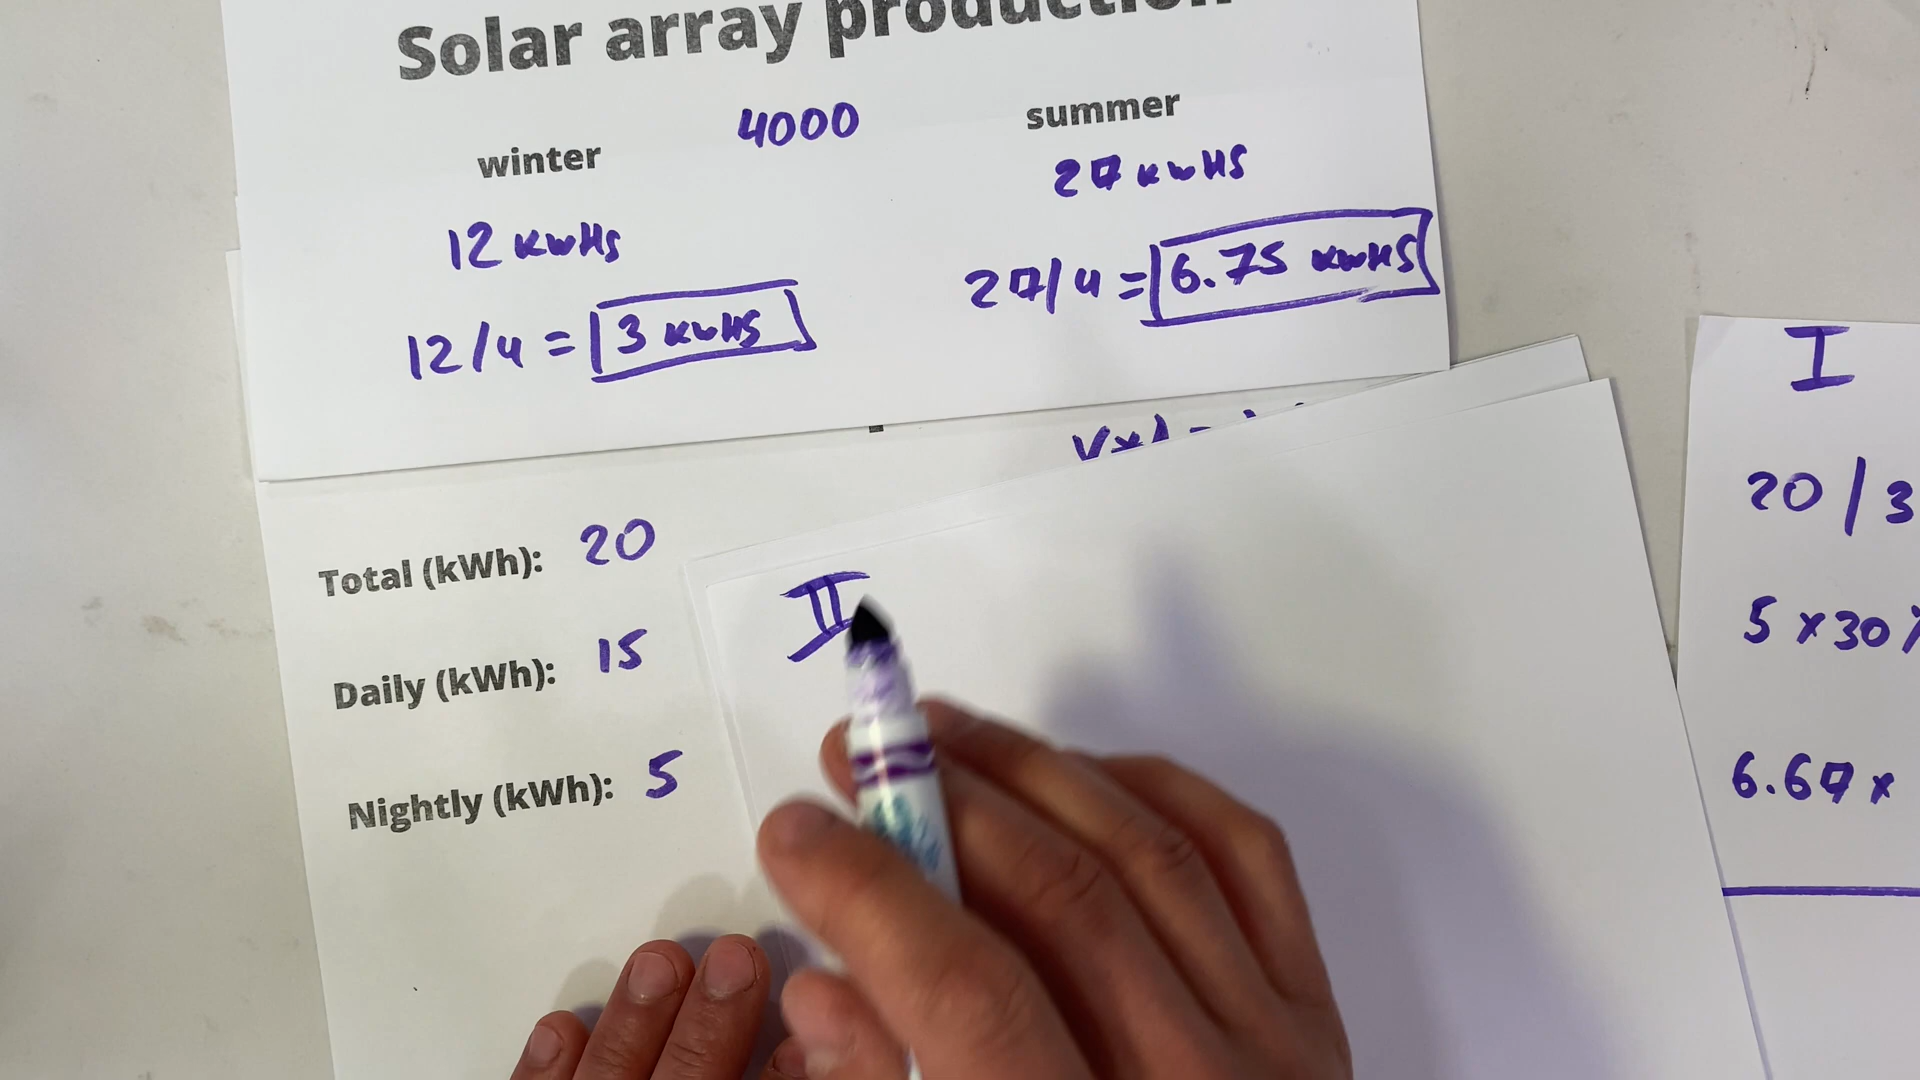 Solar array production
winter
4000
summer
12 kwHs
27 kwHs
12/4 = 3 kwHs
27/4 = 6.75 kwHs
Total (kWh): 20
Daily (kWh): 15
Nightly (kWh): 5
II
I
20 / 3
5 x 30
6.67 x